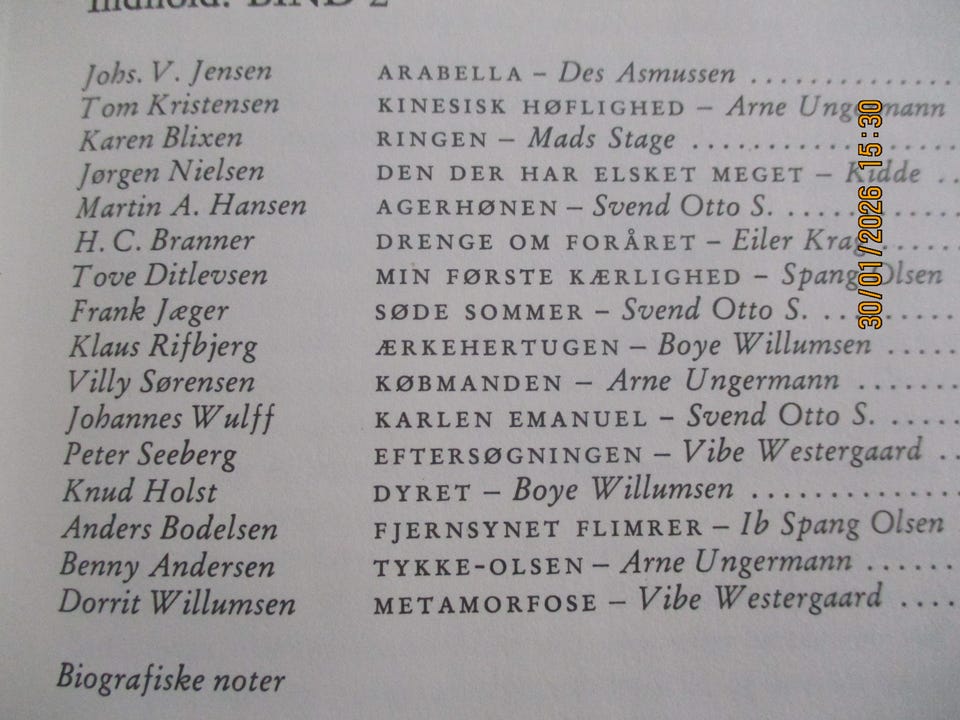 Indhold: BIND 2
Johs. V. Jensen ARABELLA – Des Asmussen ..............
Tom Kristensen KINESISK HØFLIGHED – Arne Ungermann
Karen Blixen RINGEN – Mads Stage ..................
Jørgen Nielsen DEN DER HAR ELSKET MEGET – Kidde ..
Martin A. Hansen AGERHØNEN – Svend Otto S. ............
H. C. Branner DRENGE OM FORÅRET – Eiler Krag ......
Tove Ditlevsen MIN FØRSTE KÆRLIGHED – Spang Olsen
Frank Jæger SØDE SOMMER – Svend Otto S. ..........
Klaus Rifbjerg ÆRKEHERTUGEN – Boye Willumsen .....
Villy Sørensen KØBMANDEN – Arne Ungermann .......
Johannes Wulff KARLEN EMANUEL – Svend Otto S. .....
Peter Seeberg EFTERSØGNINGEN – Vibe Westergaard ..
Knud Holst DYRET – Boye Willumsen ..............
Anders Bodelsen FJERNSYNET FLIMRER – Ib Spang Olsen
Benny Andersen TYKKE-OLSEN – Arne Ungermann ......
Dorrit Willumsen METAMORFOSE – Vibe Westergaard ....
Biografiske noter
30/01/2026 15:30